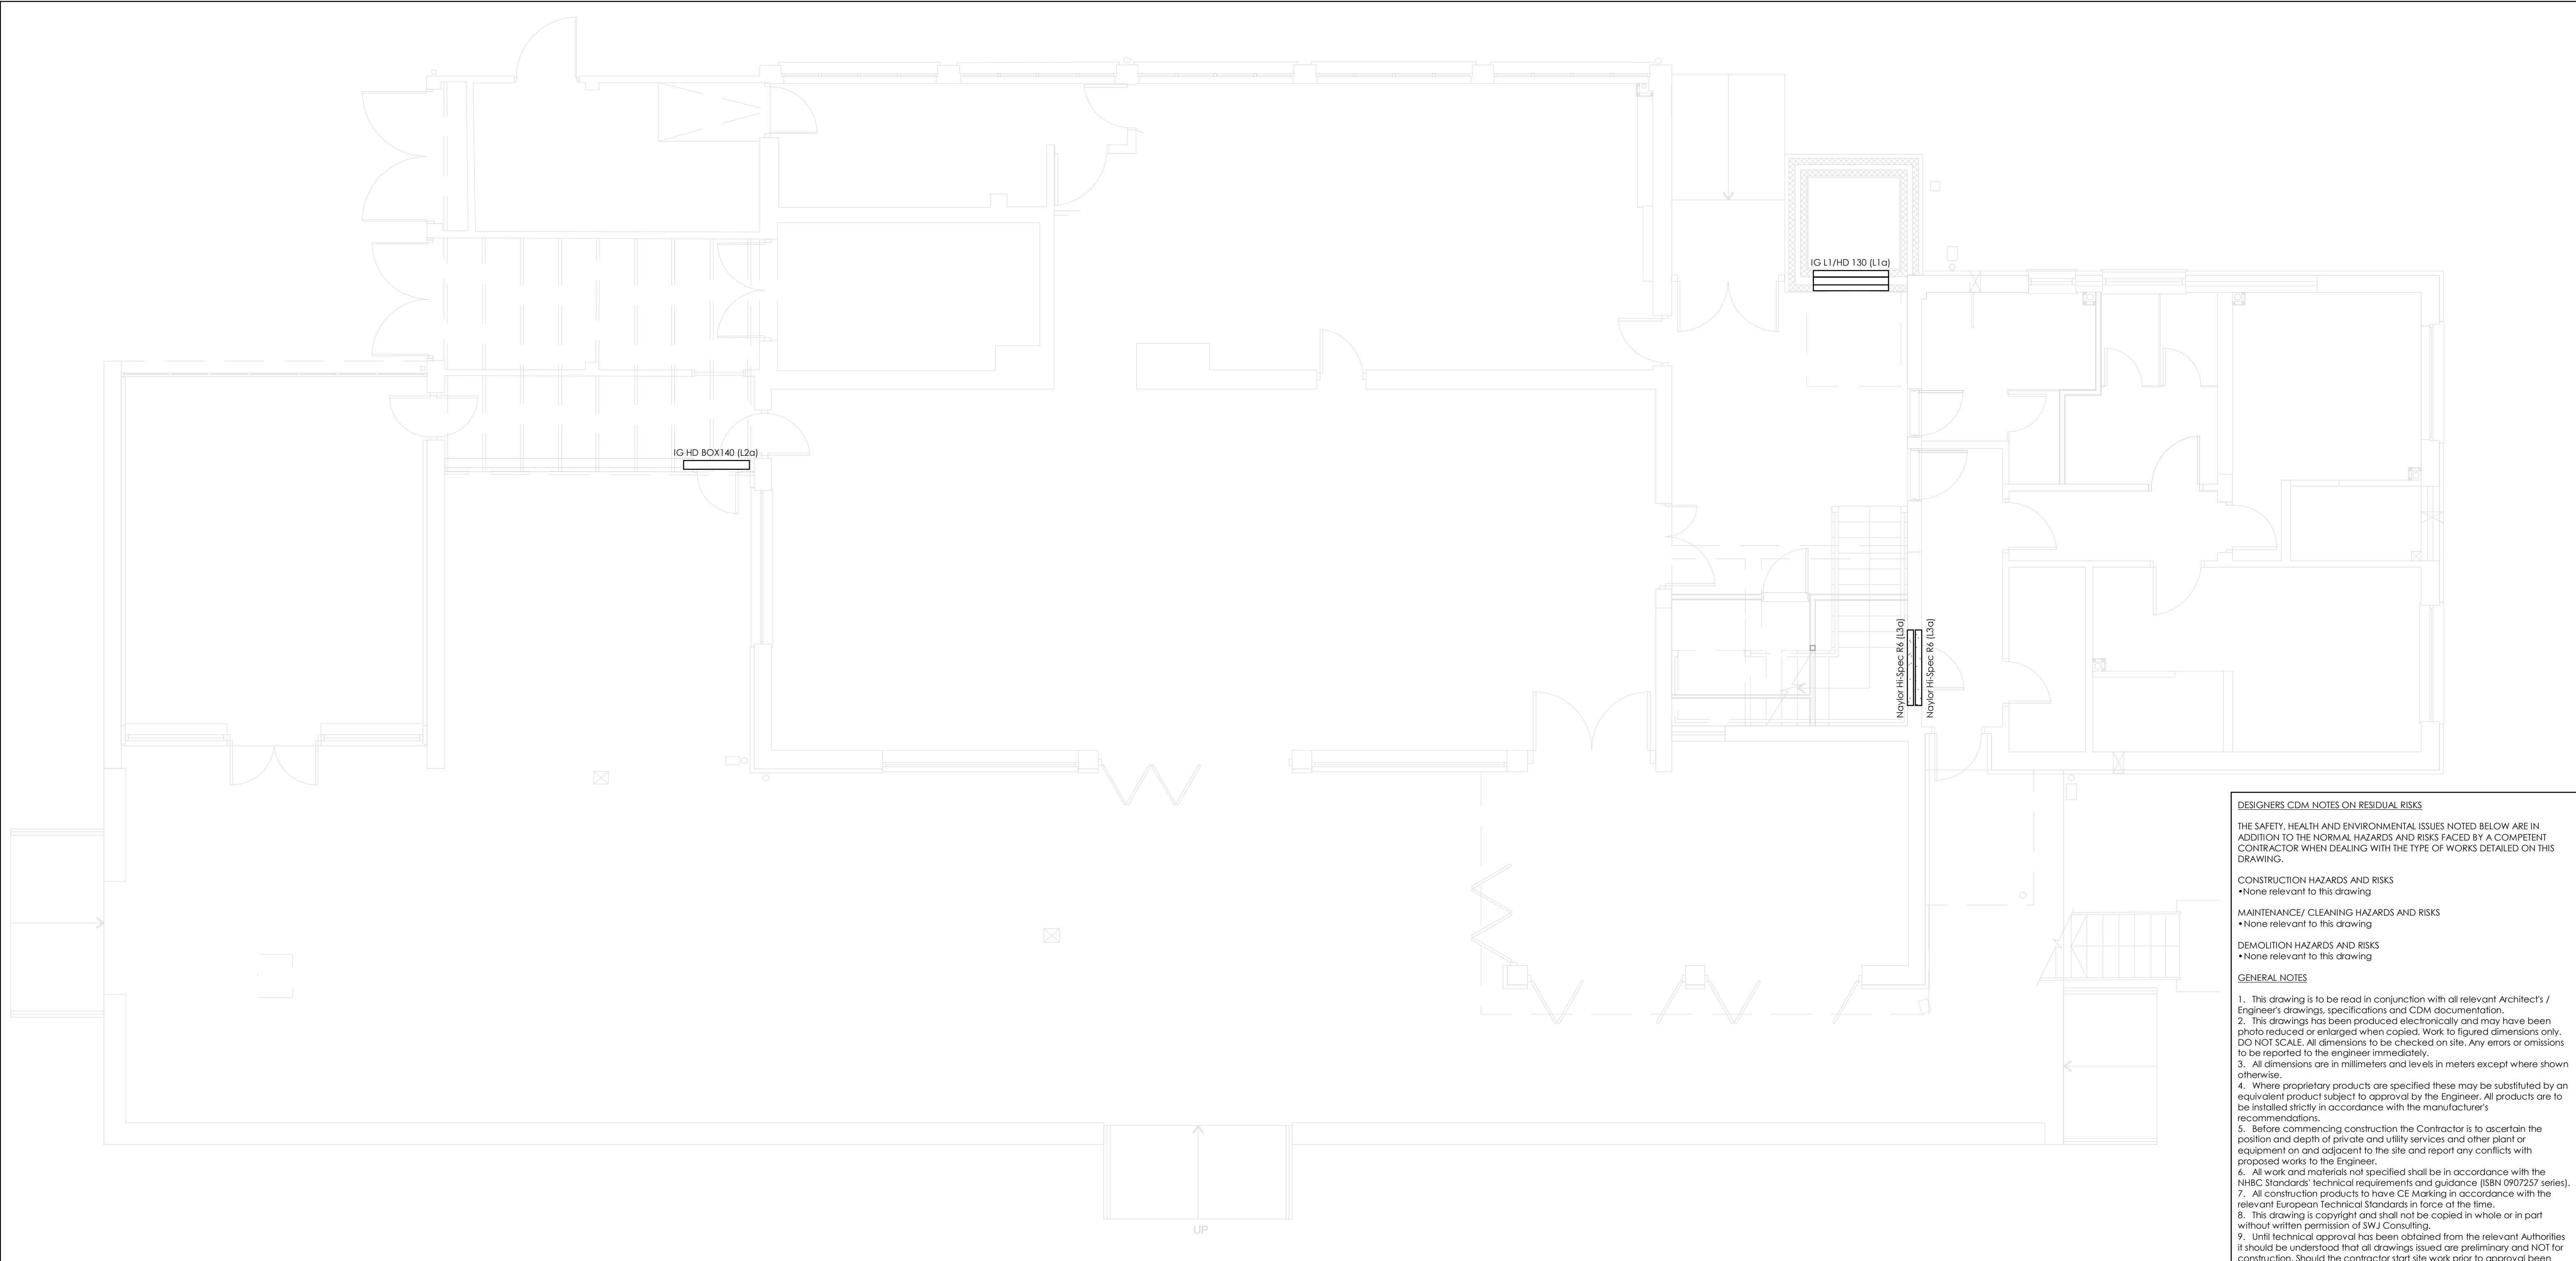 IG L1/HD 130 (L1a)
IG HD BOX140 (L2a)
Naylor Hi-Spec R6 (L3a)
Naylor Hi-Spec R6 (L3a)
UP
DESIGNERS CDM NOTES ON RESIDUAL RISKS
THE SAFETY, HEALTH AND ENVIRONMENTAL ISSUES NOTED BELOW ARE IN
ADDITION TO THE NORMAL HAZARDS AND RISKS FACED BY A COMPETENT
CONTRACTOR WHEN DEALING WITH THE TYPE OF WORKS DETAILED ON THIS
DRAWING.
CONSTRUCTION HAZARDS AND RISKS
•None relevant to this drawing
MAINTENANCE/ CLEANING HAZARDS AND RISKS
•None relevant to this drawing
DEMOLITION HAZARDS AND RISKS
•None relevant to this drawing
GENERAL NOTES
1. This drawing is to be read in conjunction with all relevant Architect's /
Engineer's drawings, specifications and CDM documentation.
2. This drawings has been produced electronically and may have been
photo reduced or enlarged when copied. Work to figured dimensions only.
DO NOT SCALE. All dimensions to be checked on site. Any errors or omissions
to be reported to the engineer immediately.
3. All dimensions are in millimeters and levels in meters except where shown
otherwise.
4. Where proprietary products are specified these may be substituted by an
equivalent product subject to approval by the Engineer. All products are to
be installed strictly in accordance with the manufacturer's
recommendations.
5. Before commencing construction the Contractor is to ascertain the
position and depth of private and utility services and other plant or
equipment on and adjacent to the site and report any conflicts with
proposed works to the Engineer.
6. All work and materials not specified shall be in accordance with the
NHBC Standards' technical requirements and guidance (ISBN 0907257 series).
7. All construction products to have CE Marking in accordance with the
relevant European Technical Standards in force at the time.
8. This drawing is copyright and shall not be copied in whole or in part
without written permission of SWJ Consulting.
9. Until technical approval has been obtained from the relevant Authorities
it should be understood that all drawings issued are preliminary and NOT for
construction. Should the contractor start site work prior to approval been